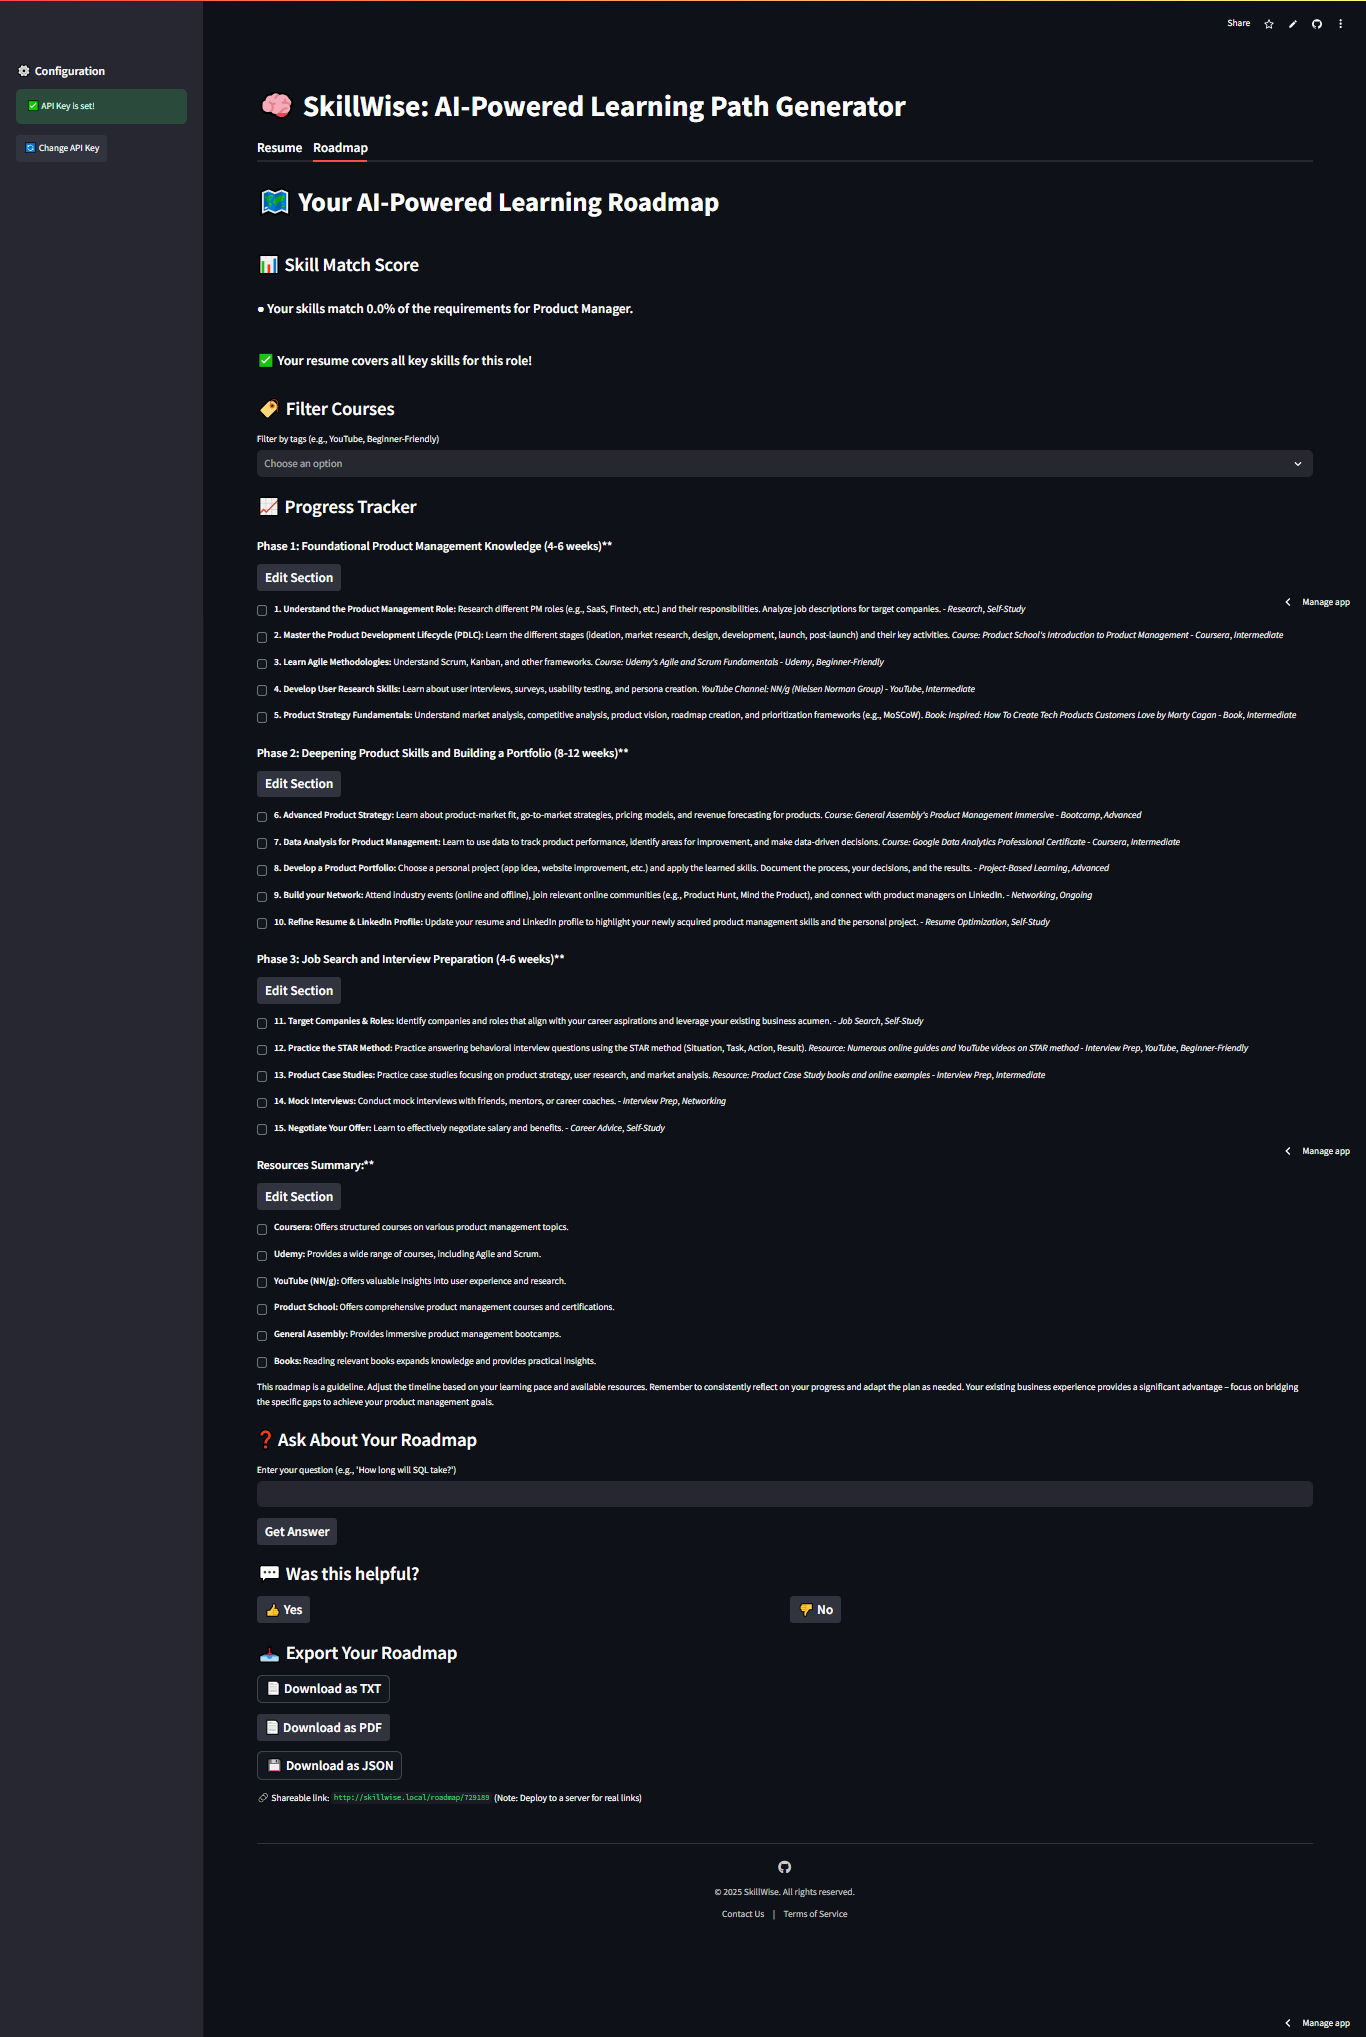 Share
Configuration
API Key is set!
Change API Key
SkillWise: AI-Powered Learning Path Generator
Resume Roadmap
Your AI-Powered Learning Roadmap
Skill Match Score
Your skills match 0.0% of the requirements for Product Manager.
Your resume covers all key skills for this role!
Filter Courses
Filter by tags (e.g., YouTube, Beginner-Friendly)
Choose an option
Progress Tracker
Phase 1: Foundational Product Management Knowledge (4-6 weeks)**
Edit Section
1. Understand the Product Management Role: Research different PM roles (e.g., SaaS, Fintech, etc.) and their responsibilities. Analyze job descriptions for target companies. - Research, Self-Study
Manage app
2. Master the Product Development Lifecycle (PDLC): Learn the different stages (ideation, market research, design, development, launch, post-launch) and their key activities. Course: Product School's Introduction to Product Management - Coursera, Intermediate
3. Learn Agile Methodologies: Understand Scrum, Kanban, and other frameworks. Course: Udemy's Agile and Scrum Fundamentals - Udemy, Beginner-Friendly
4. Develop User Research Skills: Learn about user interviews, surveys, usability testing, and persona creation. YouTube Channel: NN/g (Nielsen Norman Group) - YouTube, Intermediate
5. Product Strategy Fundamentals: Understand market analysis, competitive analysis, product vision, roadmap creation, and prioritization frameworks (e.g., MoSCoW). Book: Inspired: How To Create Tech Products Customers Love by Marty Cagan - Book, Intermediate
Phase 2: Deepening Product Skills and Building a Portfolio (8-12 weeks)**
Edit Section
6. Advanced Product Strategy: Learn about product-market fit, go-to-market strategies, pricing models, and revenue forecasting for products. Course: General Assembly's Product Management Immersive - Bootcamp, Advanced
7. Data Analysis for Product Management: Learn to use data to track product performance, identify areas for improvement, and make data-driven decisions. Course: Google Data Analytics Professional Certificate - Coursera, Intermediate
8. Develop a Product Portfolio: Choose a personal project (app idea, website improvement, etc.) and apply the learned skills. Document the process, your decisions, and the results. - Project-Based Learning, Advanced
9. Build your Network: Attend industry events (online and offline), join relevant online communities (e.g., Product Hunt, Mind the Product), and connect with product managers on LinkedIn. - Networking, Ongoing
10. Refine Resume & LinkedIn Profile: Update your resume and LinkedIn profile to highlight your newly acquired product management skills and the personal project. - Resume Optimization, Self-Study
Phase 3: Job Search and Interview Preparation (4-6 weeks)**
Edit Section
11. Target Companies & Roles: Identify companies and roles that align with your career aspirations and leverage your existing business acumen. - Job Search, Self-Study
12. Practice the STAR Method: Practice answering behavioral interview questions using the STAR method (Situation, Task, Action, Result). Resource: Numerous online guides and YouTube videos on STAR method - Interview Prep, YouTube, Beginner-Friendly
13. Product Case Studies: Practice case studies focusing on product strategy, user research, and market analysis. Resource: Product Case Study books and online examples - Interview Prep, Intermediate
14. Mock Interviews: Conduct mock interviews with friends, mentors, or career coaches. - Interview Prep, Networking
15. Negotiate Your Offer: Learn to effectively negotiate salary and benefits. - Career Advice, Self-Study
Manage app
Resources Summary:**
Edit Section
Coursera: Offers structured courses on various product management topics.
Udemy: Provides a wide range of courses, including Agile and Scrum.
YouTube (NN/g): Offers valuable insights into user experience and research.
Product School: Offers comprehensive product management courses and certifications.
General Assembly: Provides immersive product management bootcamps.
Books: Reading relevant books expands knowledge and provides practical insights.
This roadmap is a guideline. Adjust the timeline based on your learning pace and available resources. Remember to consistently reflect on your progress and adapt the plan as needed. Your existing business experience provides a significant advantage – focus on bridging
the specific gaps to achieve your product management goals.
Ask About Your Roadmap
Enter your question (e.g., 'How long will SQL take?')
Get Answer
Was this helpful?
Yes
No
Export Your Roadmap
Download as TXT
Download as PDF
Download as JSON
Shareable link: http://skillwise.local/roadmap/729189 (Note: Deploy to a server for real links)
© 2025 SkillWise. All rights reserved.
Contact Us | Terms of Service
Manage app